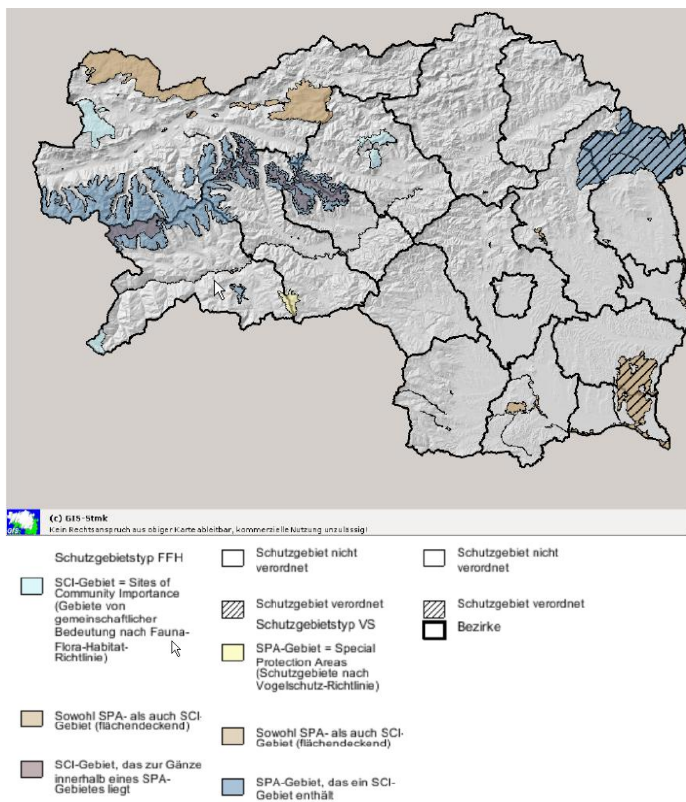 (c) GIS-Stmk
Kein Rechtsanspruch aus obiger Karte ableitbar, kommerzielle Nutzung unzulässig!
GIS
Schutzgebietstyp FFH
SCI-Gebiet = Sites of
Community Importance
(Gebiete von
gemeinschaftlicher
Bedeutung nach Fauna-
Flora-Habitat-
Richtlinie)
Sowohl SPA- als auch SCI-
Gebiet (flächendeckend)
SCI-Gebiet, das zur Gänze
innerhalb eines SPA-
Gebietes liegt
Schutzgebiet nicht
verordnet
Schutzgebiet verordnet
Schutzgebietstyp VS
SPA-Gebiet = Special
Protection Areas
(Schutzgebiete nach
Vogelschutz-Richtlinie)
Sowohl SPA- als auch SCI-
Gebiet (flächendeckend)
SPA-Gebiet, das ein SCI-
Gebiet enthält
Schutzgebiet nicht
verordnet
Schutzgebiet verordnet
Bezirke